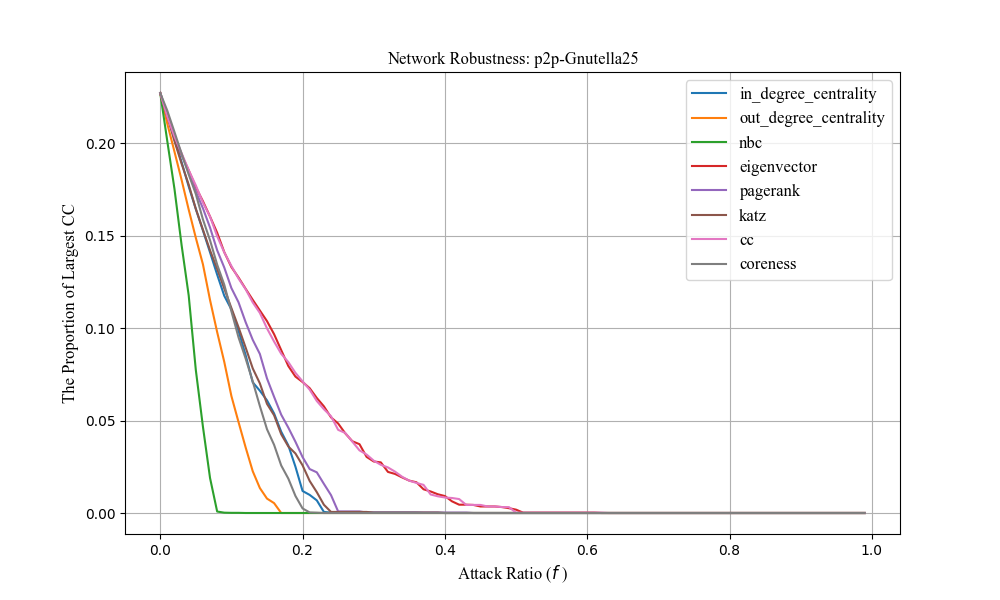 Network Robustness: p2p-Gnutella25
The Proportion of Largest CC
0.20
0.15
0.10
0.05
0.00
in_degree_centrality
out_degree_centrality
nbc
eigenvector
pagerank
katz
cc
coreness
0.0 0.2 0.4 0.6 0.8 1.0
Attack Ratio (f)